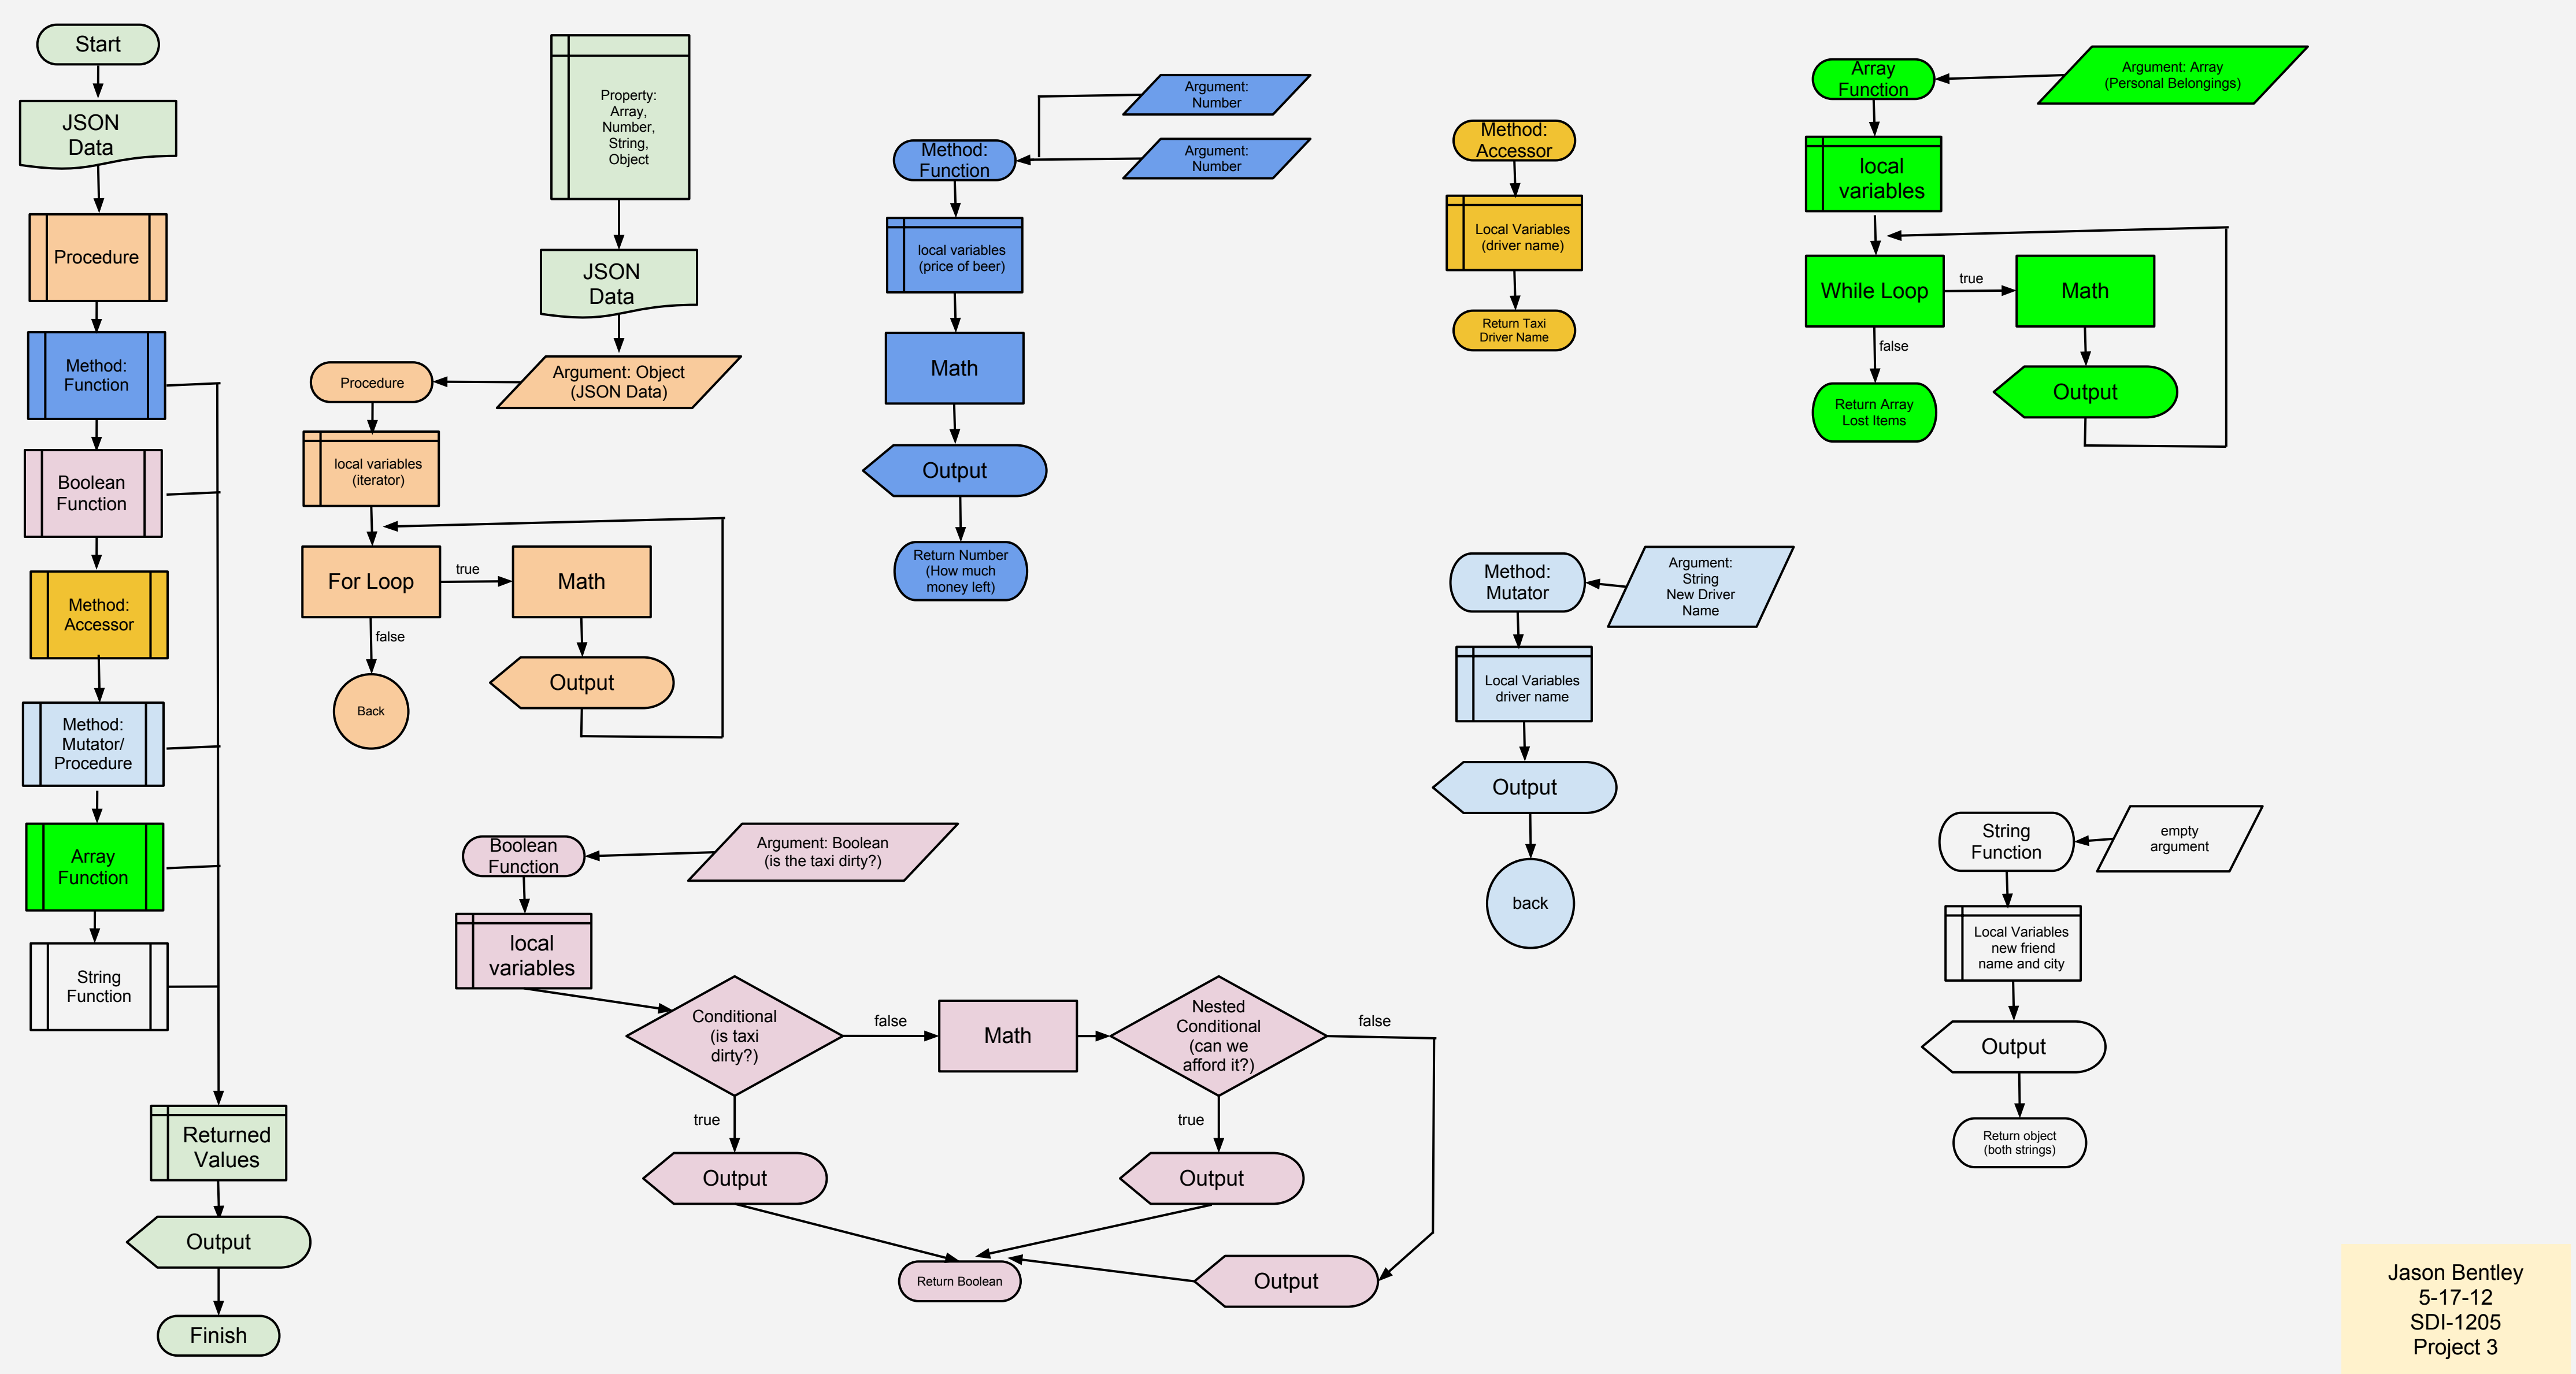 Start
JSON
Data
Procedure
Method:
Function
Boolean
Function
Method:
Accessor
Method:
Mutator/
Procedure
Array
Function
String
Function
Returned
Values
Output
Finish
Property:
Array,
Number,
String,
Object
JSON
Data
Argument: Object
(JSON Data)
Procedure
local variables
(iterator)
For Loop
true
Math
false
Output
Back
Argument:
Number
Argument:
Number
Method:
Function
local variables
(price of beer)
Math
Output
Return Number
(How much
money left)
Boolean
Function
Argument: Boolean
(is the taxi dirty?)
local
variables
Conditional
(is taxi
dirty?)
false
Math
Nested
Conditional
(can we
afford it?)
false
true
true
Output
Output
Output
Return Boolean
Method:
Accessor
Local Variables
(driver name)
Return Taxi
Driver Name
Method:
Mutator
Argument:
String
New Driver
Name
Local Variables
driver name
Output
back
Array
Function
Argument: Array
(Personal Belongings)
local
variables
While Loop
true
Math
false
Output
Return Array
Lost Items
String
Function
empty
argument
Local Variables
new friend
name and city
Output
Return object
(both strings)
Jason Bentley
5-17-12
SDI-1205
Project 3